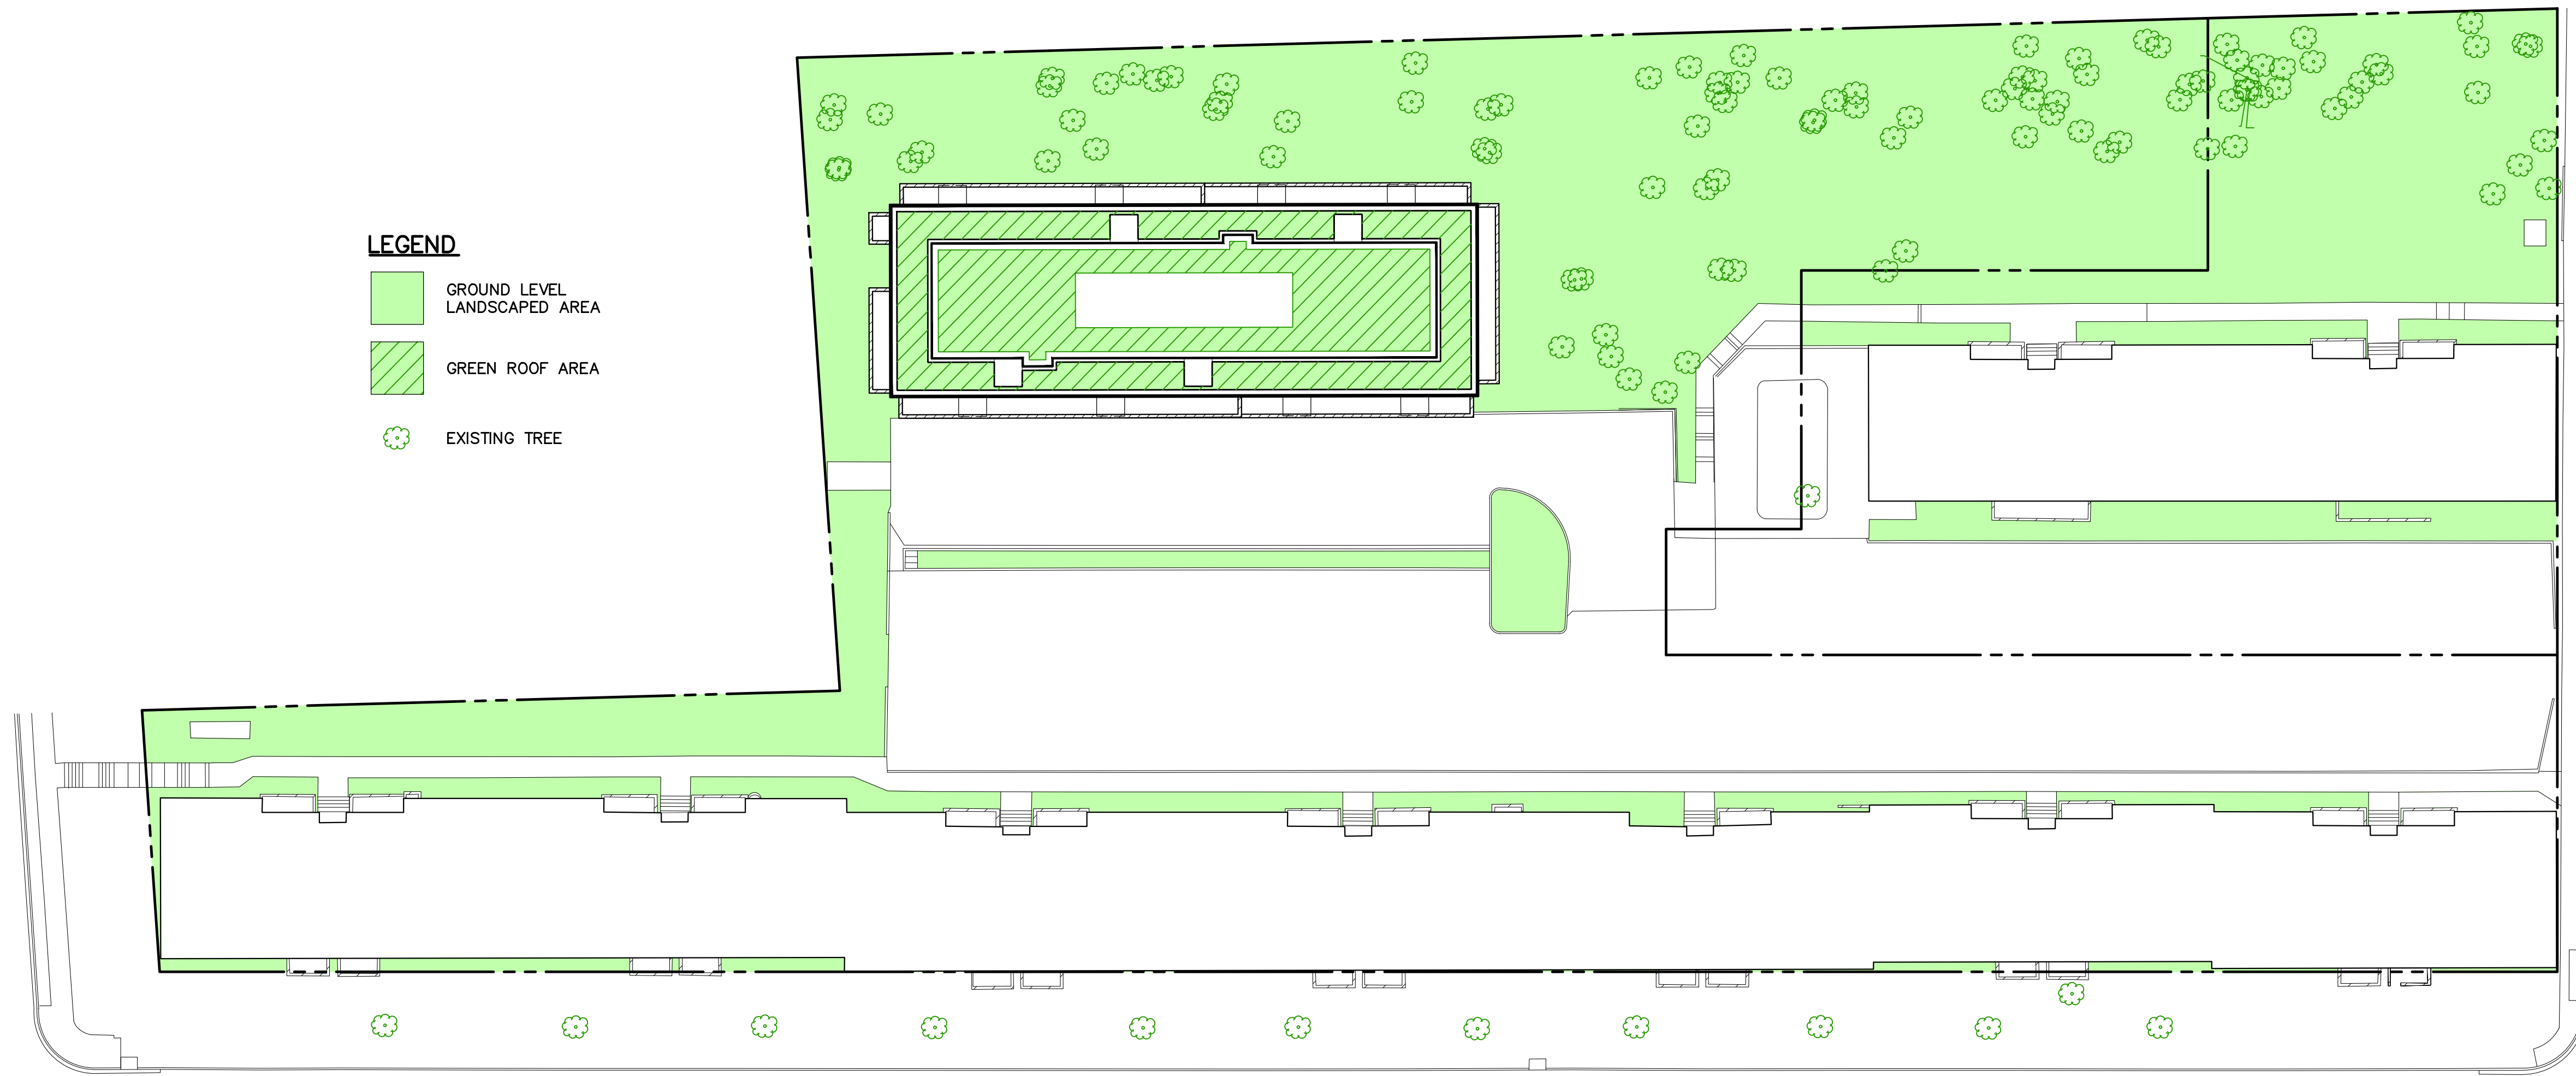 LEGEND
GROUND LEVEL
LANDSCAPED AREA
GREEN ROOF AREA
EXISTING TREE